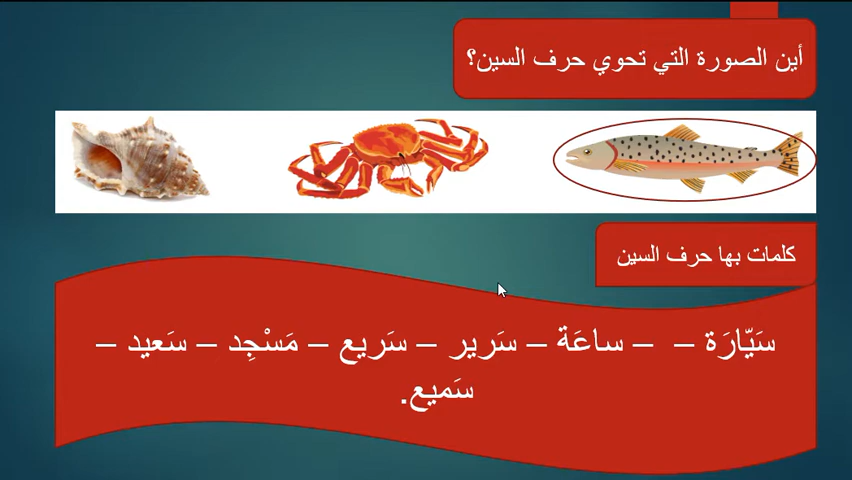 أين الصورة التي تحوي حرف السين؟
كلمات بها حرف السين
سَيّارَة – – ساعَة – سَرير – سَريع – مَسْجِد – سَعيد –
سَميع.